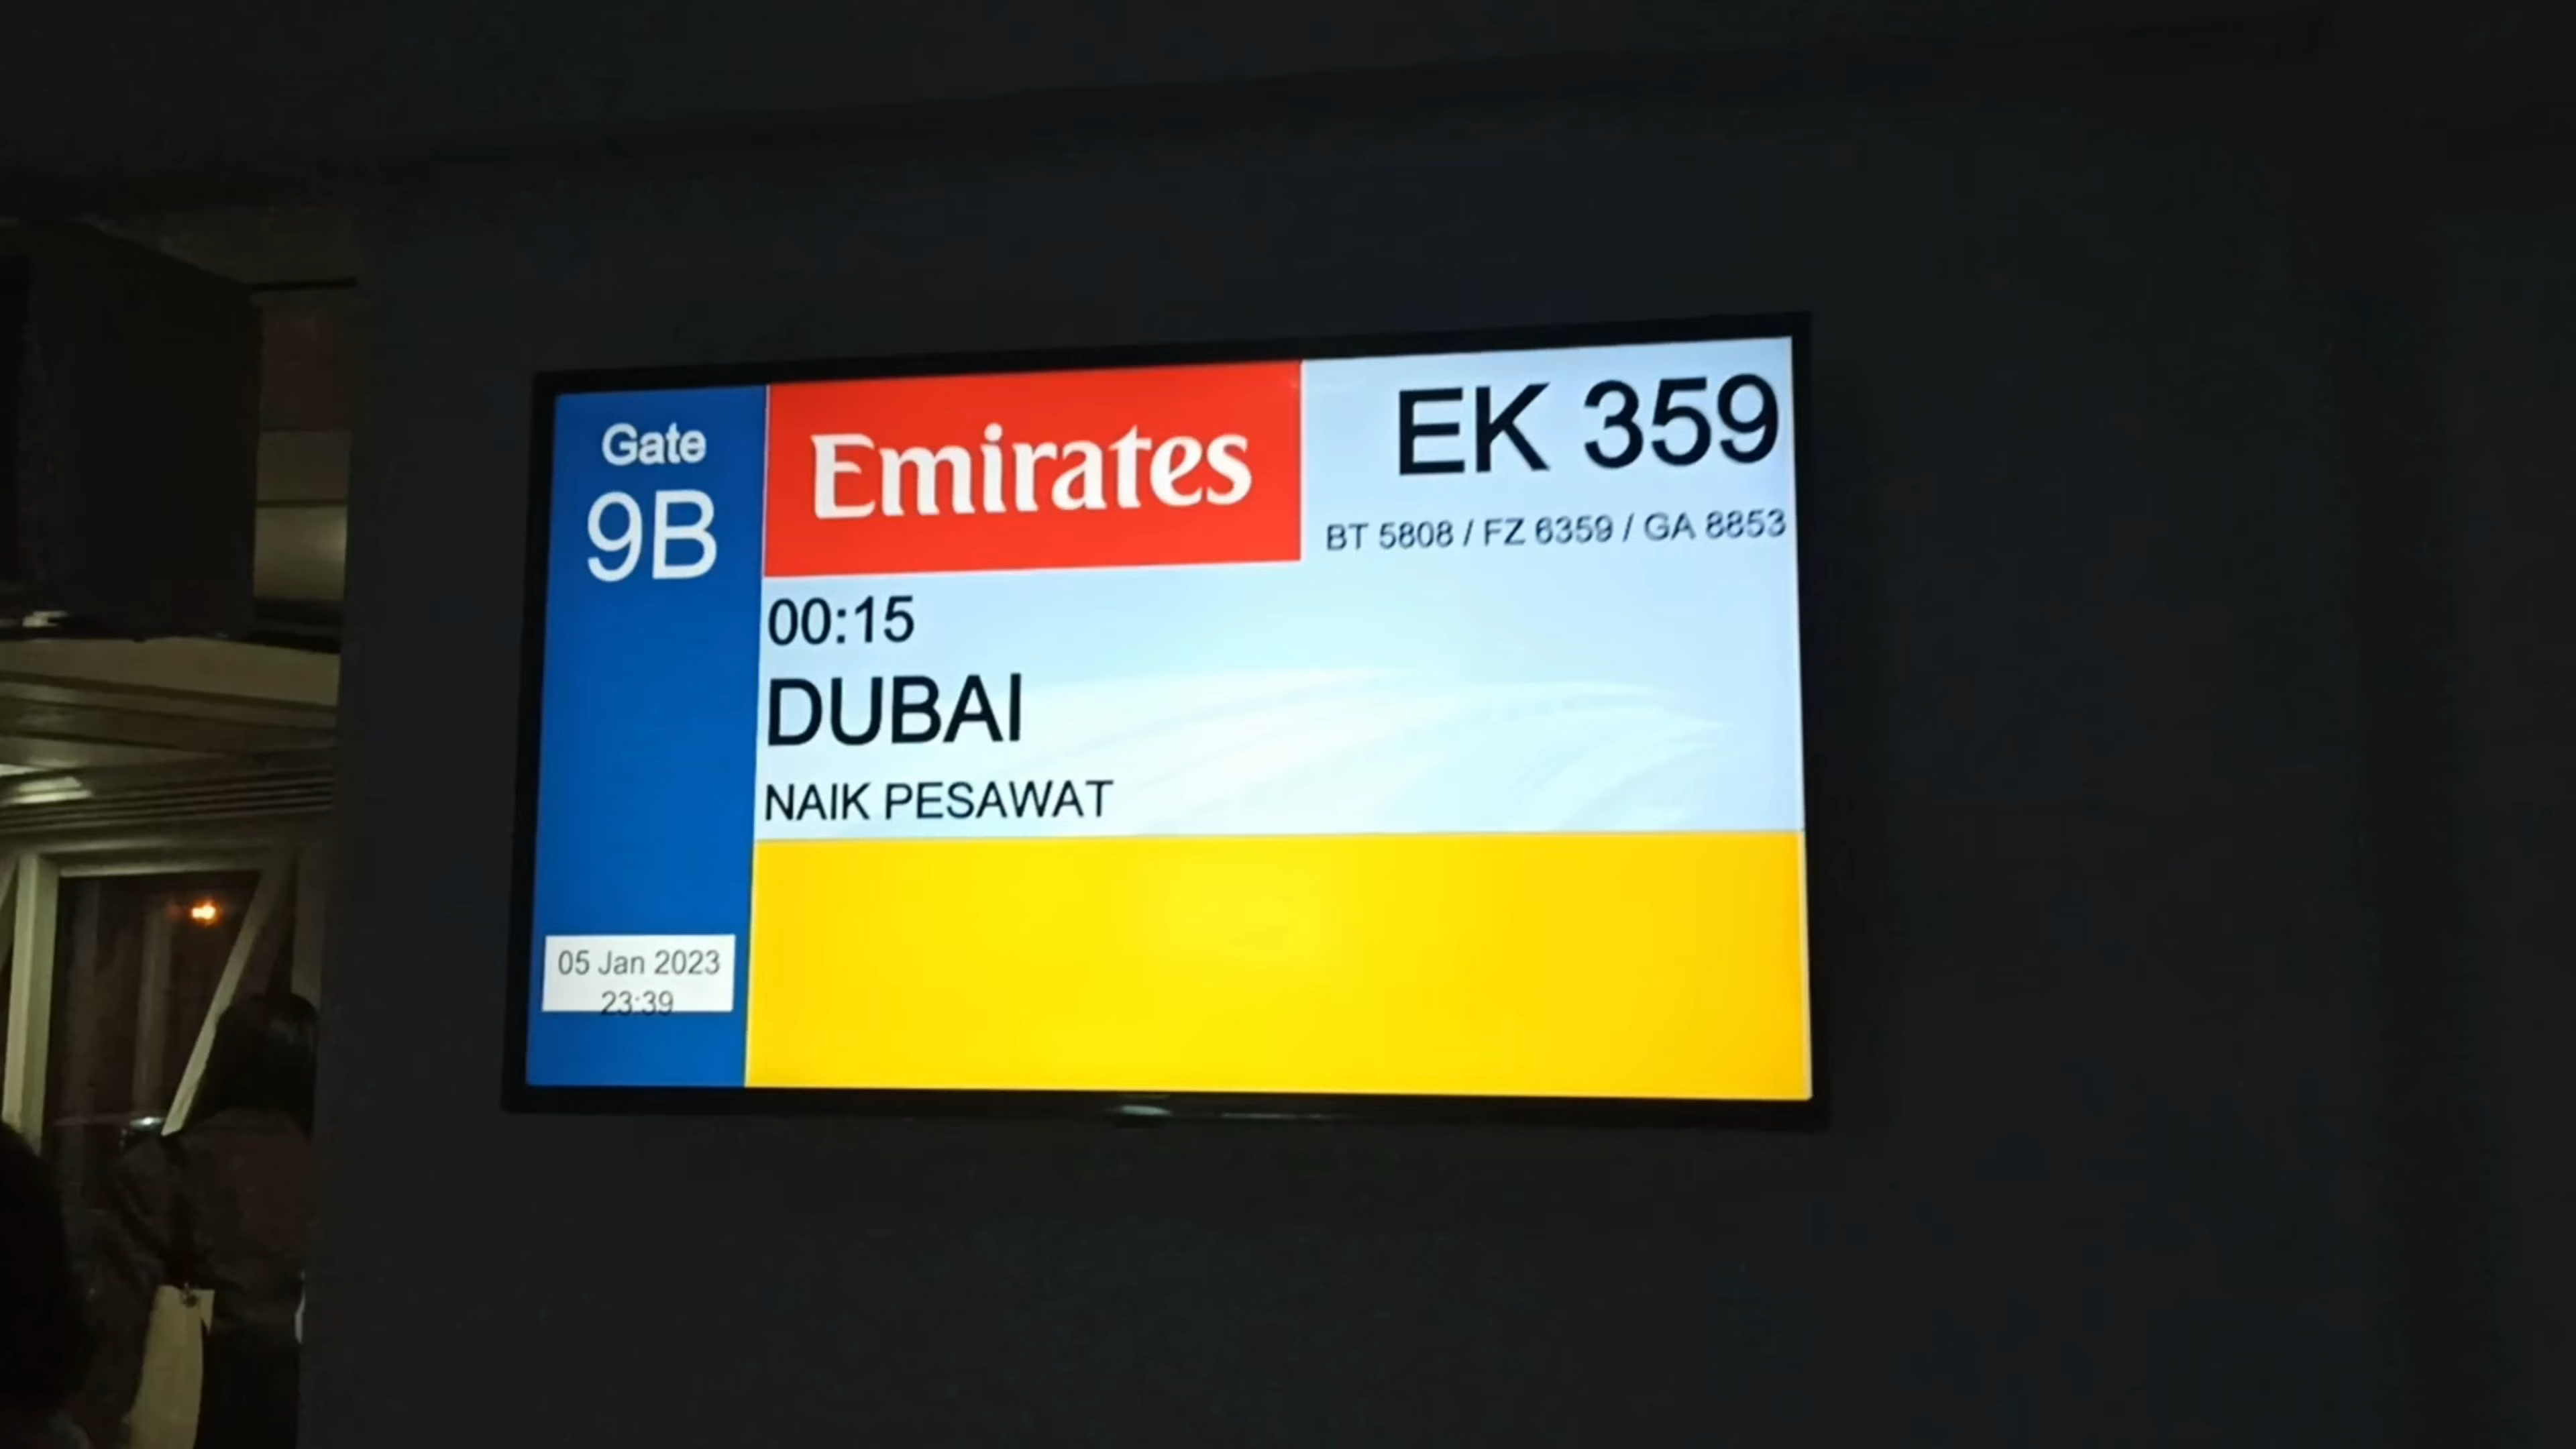 Gate
9B
Emirates
EK 359
BT 5808 / FZ 6359 / GA 8853
00:15
DUBAI
NAIK PESAWAT
05 Jan 2023
23:39